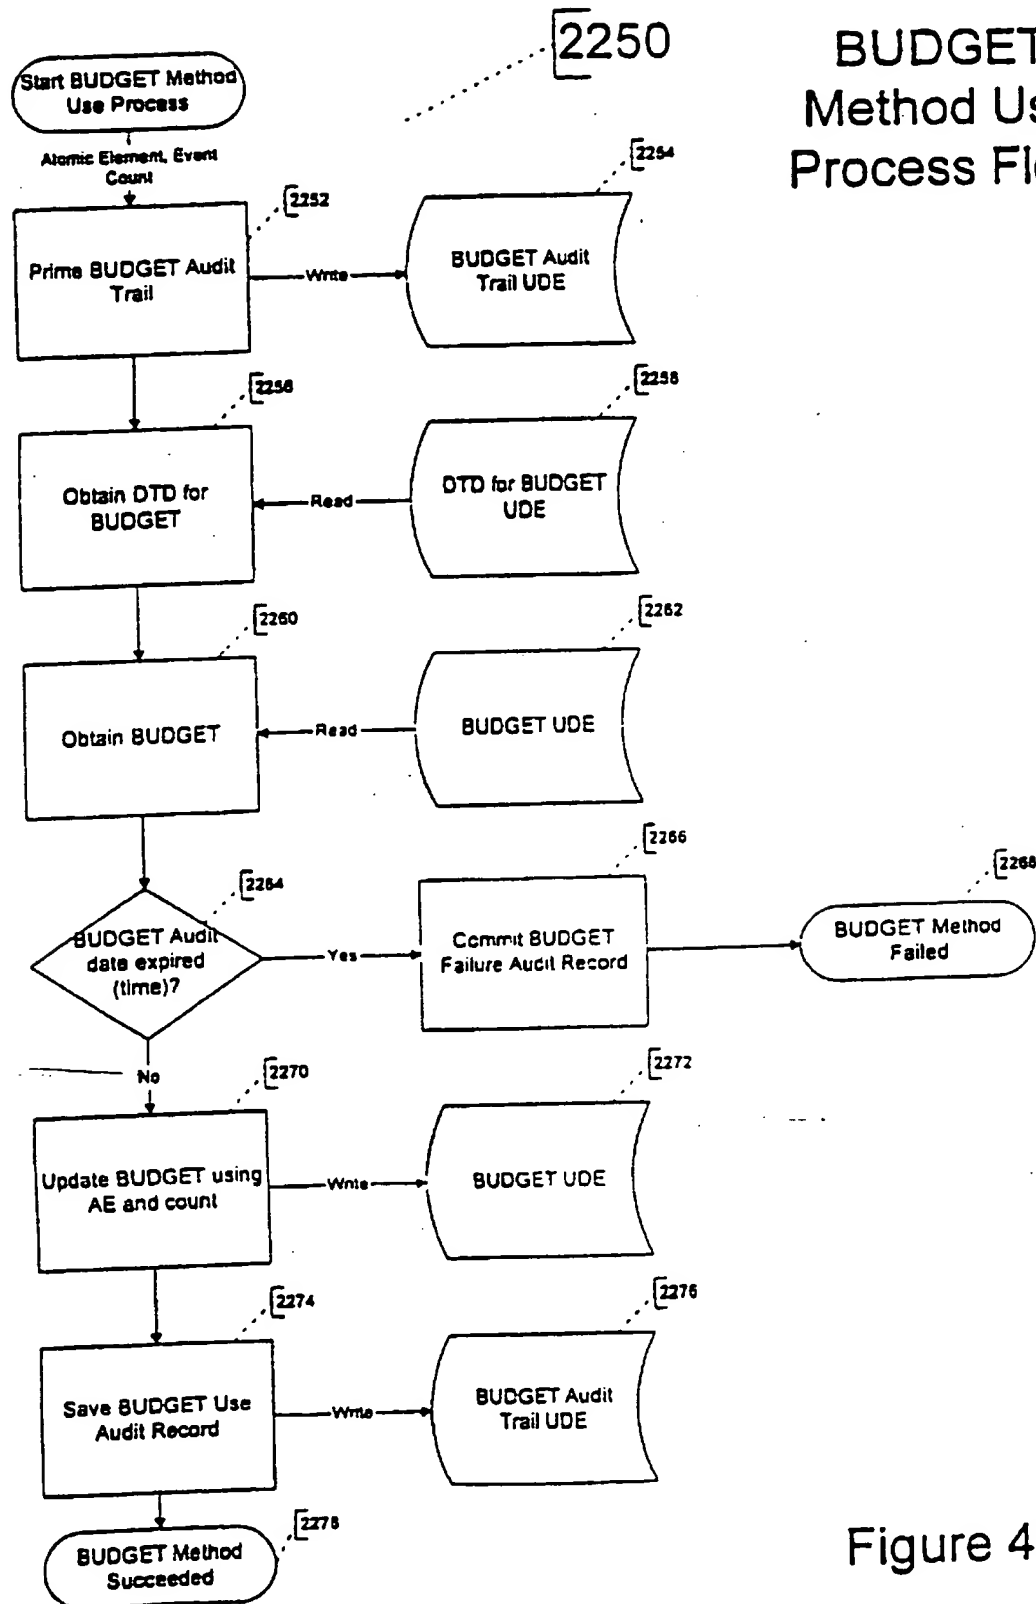 2250
BUDGET
Method Us
Process Flo
Start BUDGET Method
Use Process
Atomic Element, Event
Count
2252
2254
Prime BUDGET Audit
Trail
Write
BUDGET Audit
Trail UDE
2256
2258
Obtain DTD for
BUDGET
Read
DTD for BUDGET
UDE
2260
2262
Obtain BUDGET
Read
BUDGET UDE
2264
2266
2268
BUDGET Audit
date expired
(time)?
Yes
Commit BUDGET
Failure Audit Record
BUDGET Method
Failed
No
2270
2272
Update BUDGET using
AE and count
Write
BUDGET UDE
2274
2276
Save BUDGET Use
Audit Record
Write
BUDGET Audit
Trail UDE
2278
BUDGET Method
Succeeded
Figure 4